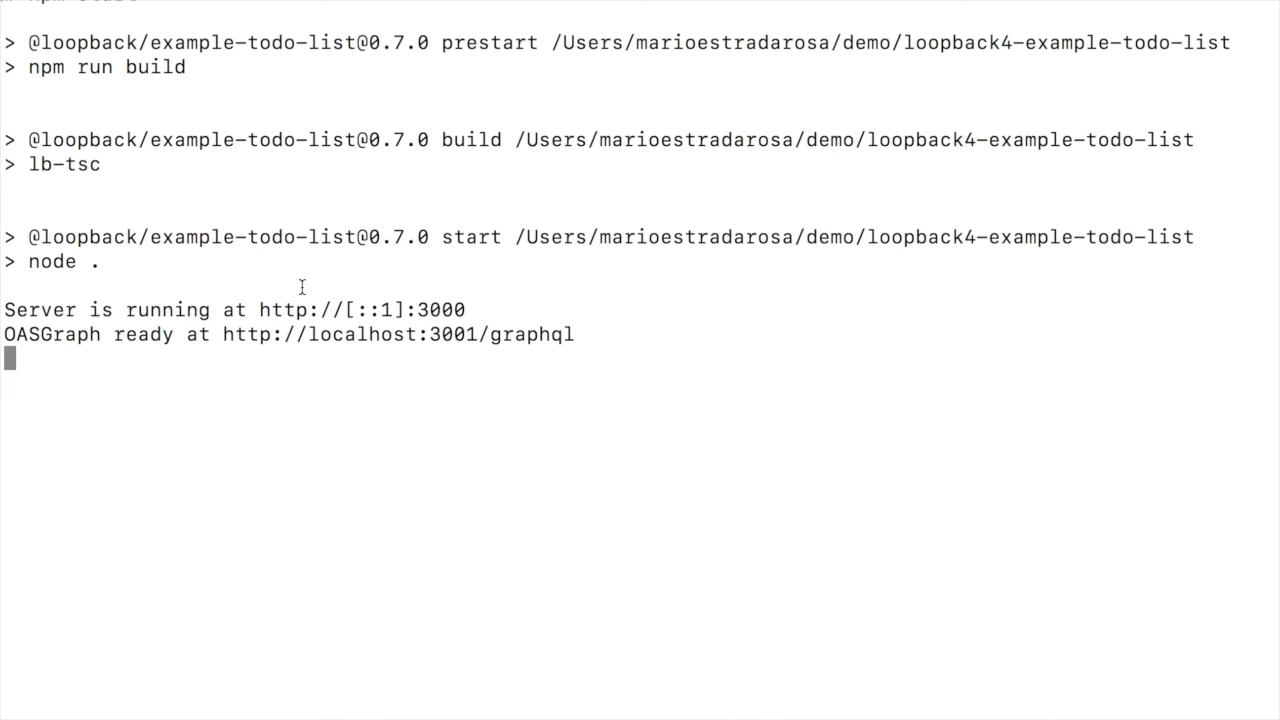 > @loopback/example-todo-list@0.7.0 prestart /Users/marioestradarosa/demo/loopback4-example-todo-list
> npm run build
> @loopback/example-todo-list@0.7.0 build /Users/marioestradarosa/demo/loopback4-example-todo-list
> lb-tsc
> @loopback/example-todo-list@0.7.0 start /Users/marioestradarosa/demo/loopback4-example-todo-list
> node .
Server is running at http://[::1]:3000
OASGraph ready at http://localhost:3001/graphql